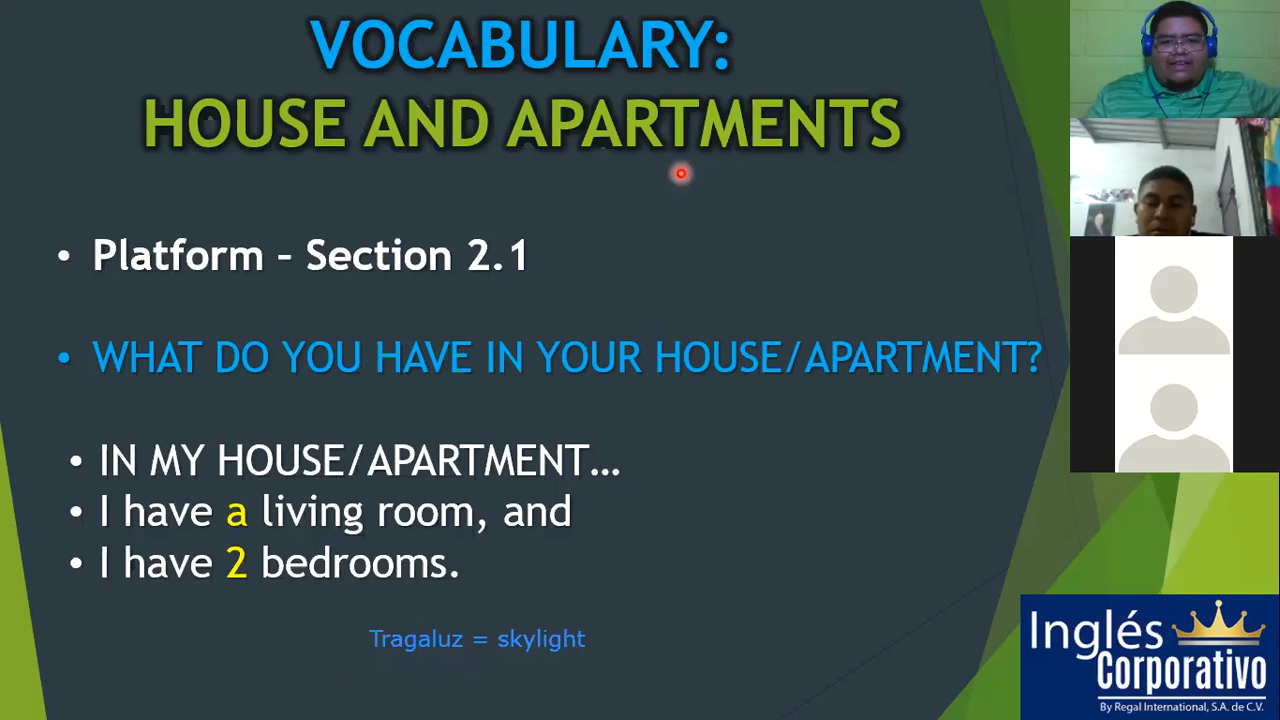 VOCABULARY:
HOUSE AND APARTMENTS
• Platform – Section 2.1
• WHAT DO YOU HAVE IN YOUR HOUSE/APARTMENT?
• IN MY HOUSE/APARTMENT...
• I have a living room, and
• I have 2 bedrooms.
Tragaluz = skylight
Inglés
Corporativo
By Regal International, S.A. de C.V.